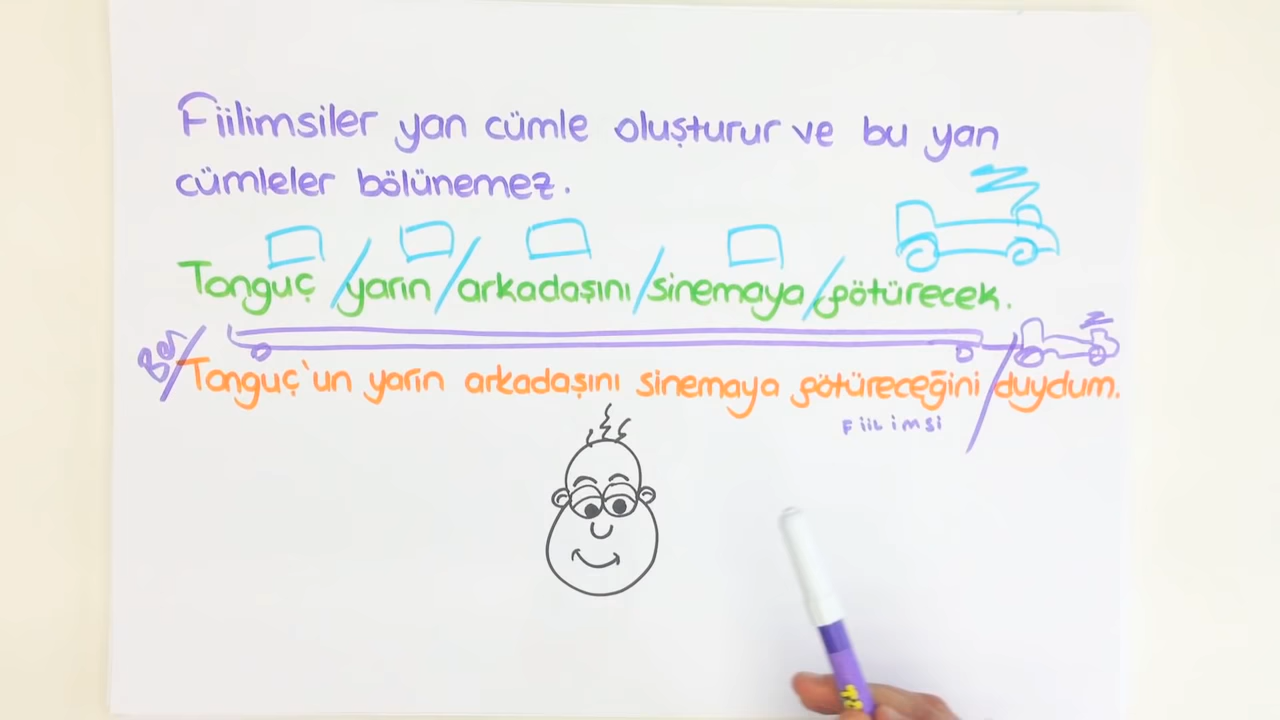 Fiilimsiler yan cümle oluşturur ve bu yan
cümleler bölünemez.
Tonguç / yarın / arkadaşını / sinemaya / götürecek.
Ben / Tonguç'un yarın arkadaşını sinemaya götüreceğini / duydum.
Fiilimsi